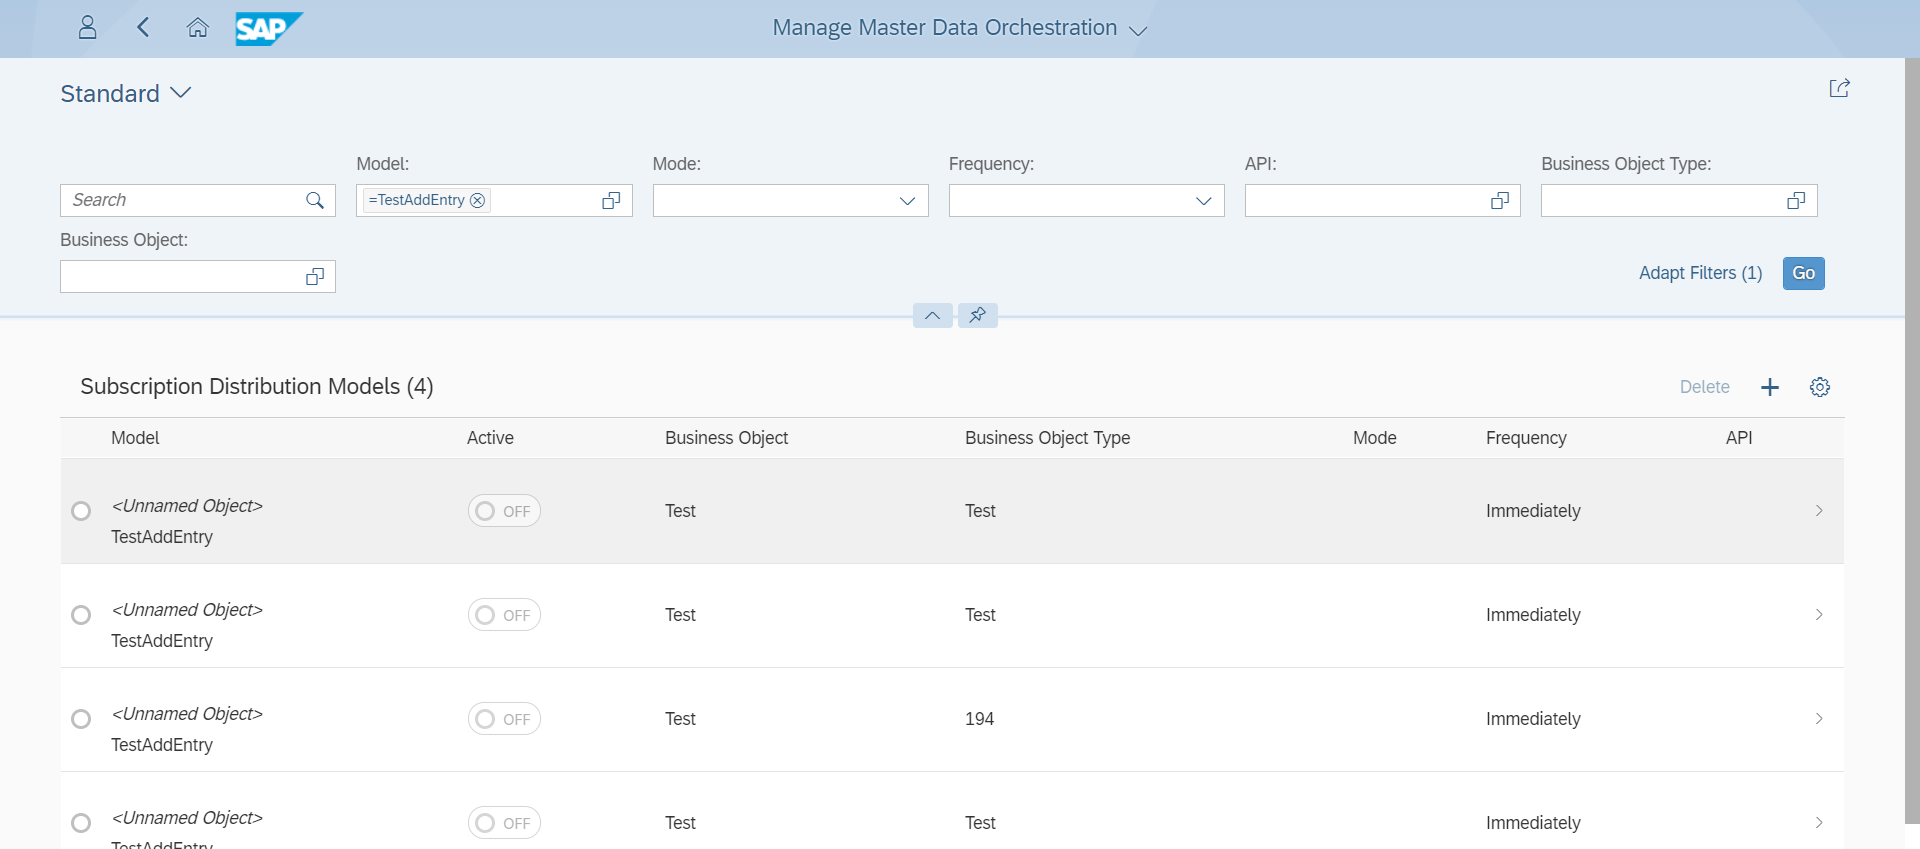 SAP
Manage Master Data Orchestration
Standard
Model:
Mode:
Frequency:
API:
Business Object Type:
Search
=TestAddEntry
Business Object:
Adapt Filters (1)
Go
Subscription Distribution Models (4)
Delete
Model Active Business Object Business Object Type Mode Frequency API
<Unnamed Object>
TestAddEntry
OFF Test Test Immediately
<Unnamed Object>
TestAddEntry
OFF Test Test Immediately
<Unnamed Object>
TestAddEntry
OFF Test 194 Immediately
<Unnamed Object>
TestAddEntry
OFF Test Test Immediately